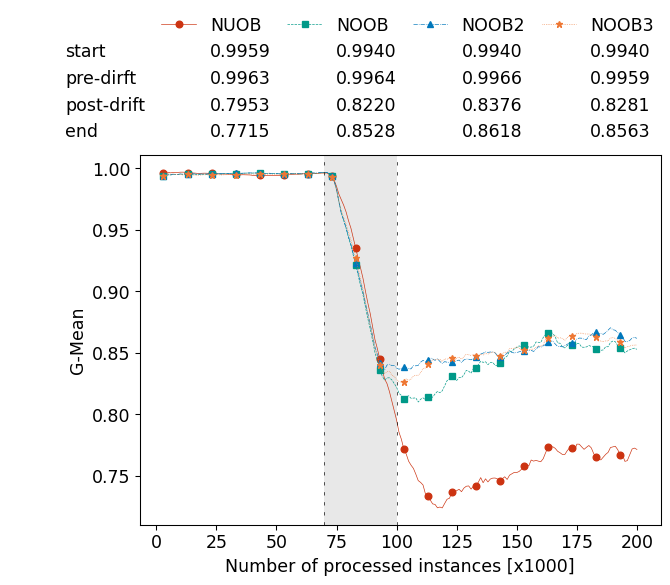 NUOB NOOB NOOB2 NOOB3
start 0.9959 0.9940 0.9940 0.9940
pre-dirft 0.9963 0.9964 0.9966 0.9959
post-drift 0.7953 0.8220 0.8376 0.8281
end 0.7715 0.8528 0.8618 0.8563
1.00
0.95
0.90
0.85
0.80
0.75
G-Mean
0 25 50 75 100 125 150 175 200
Number of processed instances [x1000]